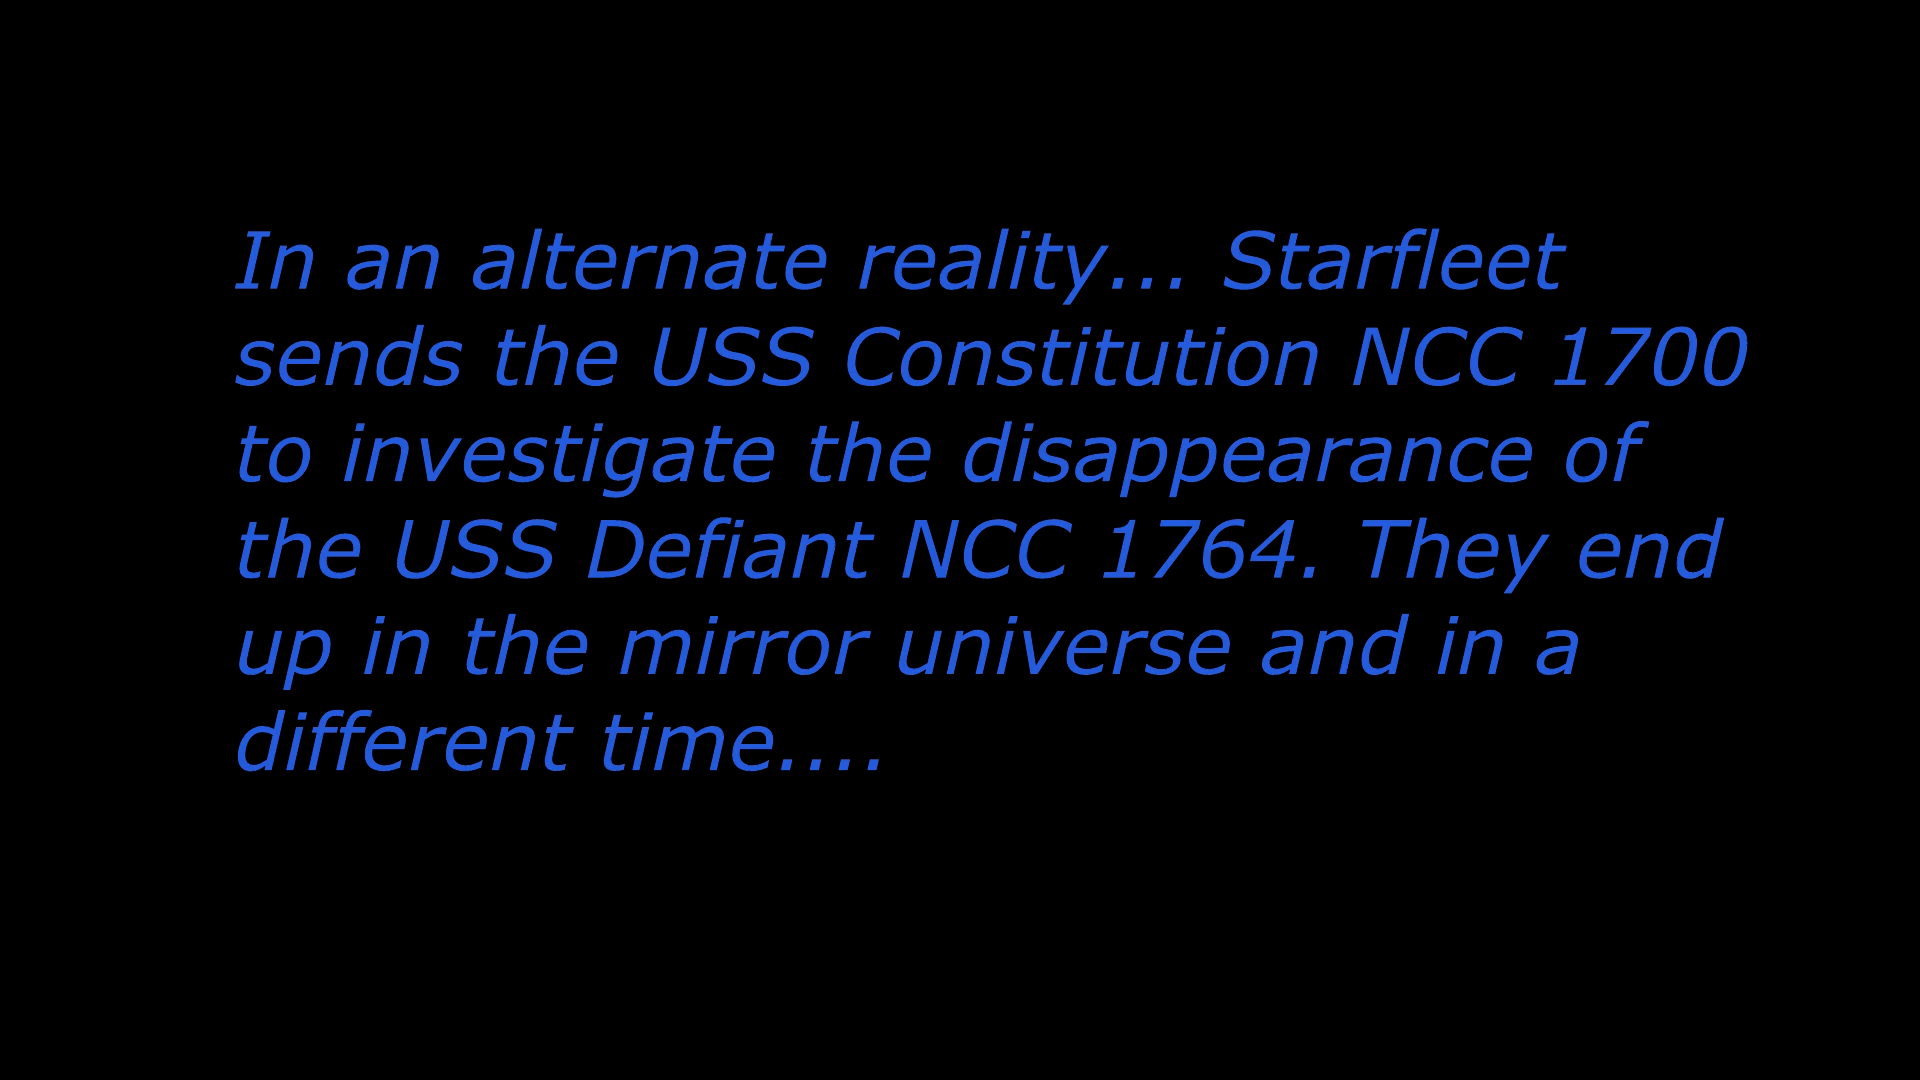 In an alternate reality... Starfleet
sends the USS Constitution NCC 1700
to investigate the disappearance of
the USS Defiant NCC 1764. They end
up in the mirror universe and in a
different time....